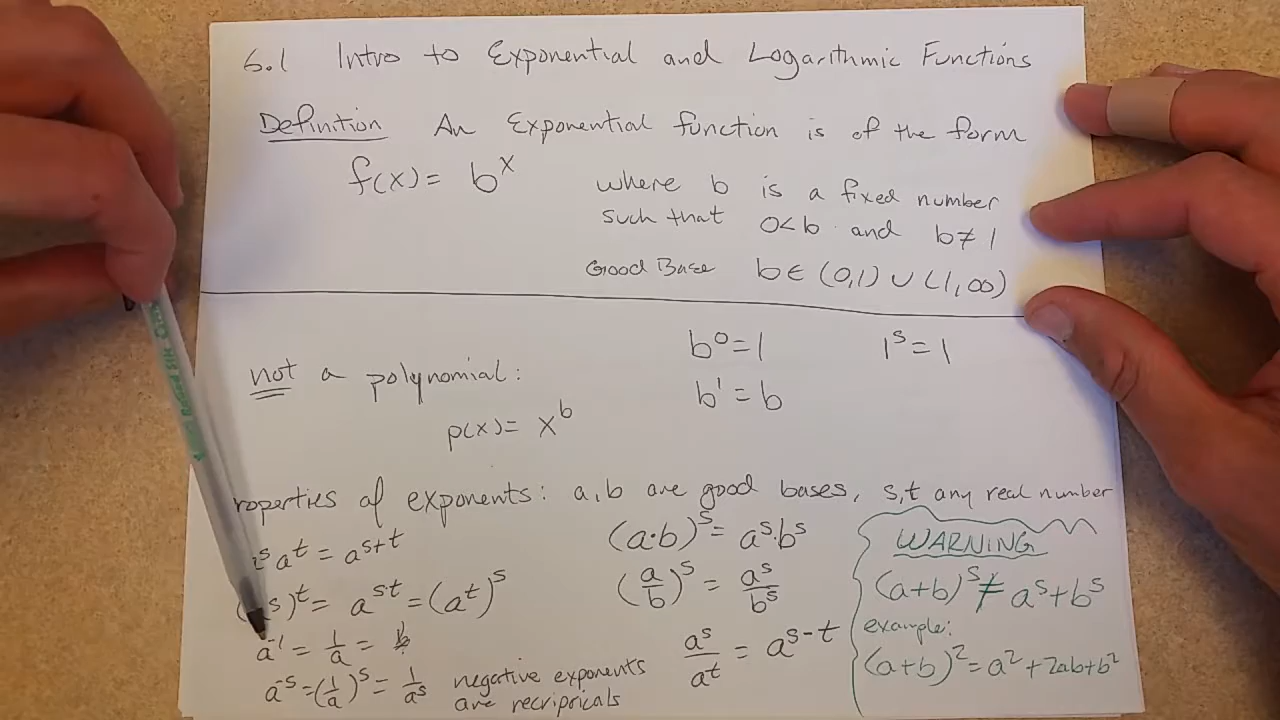 6.1 Intro to Exponential and Logarithmic Functions
Definition An Exponential function is of the form
f(x) = b^x where b is a fixed number
such that 0<b and b≠1
Good Base b∈(0,1)∪(1,∞)
b^0=1 1^s=1
not a polynomial: b^1=b
p(x)= x^b
roperties of exponents: a,b are good bases, s,t any real number
^s a^t = a^{s+t}
s)^t = a^{st} = (a^t)^s
a^{-1} = 1/a =
a^{-s} = (1/a)^s = 1/a^s negative exponents
are recripricals
(a·b)^s = a^s·b^s
(a/b)^s = a^s/b^s
a^s/a^t = a^{s-t}
WARNING
(a+b)^s ≠ a^s+b^s
example:
(a+b)^2 = a^2+2ab+b^2